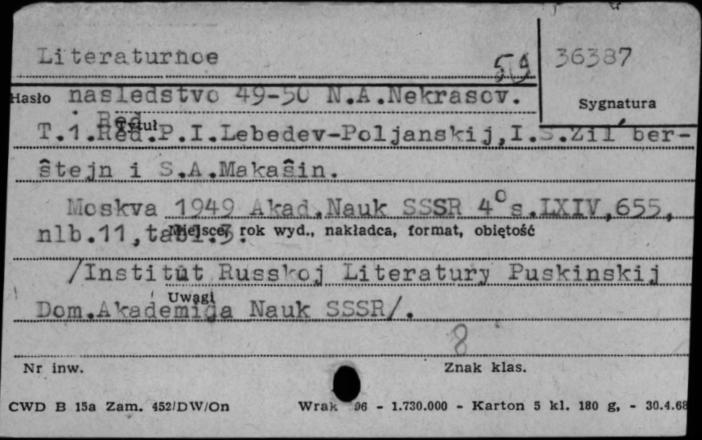 Literaturnoe 59 36387
Hasło nasledstvo 49-50 N.A.Nekrasov. Sygnatura
Red.
T.1.Red.P.I.Lebedev-Poljanskij,I.S.Zil'ber-
Tytuł
štejn i S.A.Makašin.
Moskva 1949 Akad.Nauk SSSR 4° s.LXIV,655,
nlb.11,tabl.3. Miejsce, rok wyd., nakładca, format, objętość
/Institut Russkoj Literatury Puskinskij
Uwagi
Dom.Akademija Nauk SSSR/.
8
Nr inw. Znak klas.
CWD B 15a Zam. 452/DW/On Wrak 96 - 1.730.000 - Karton 5 kl. 180 g, - 30.4.68